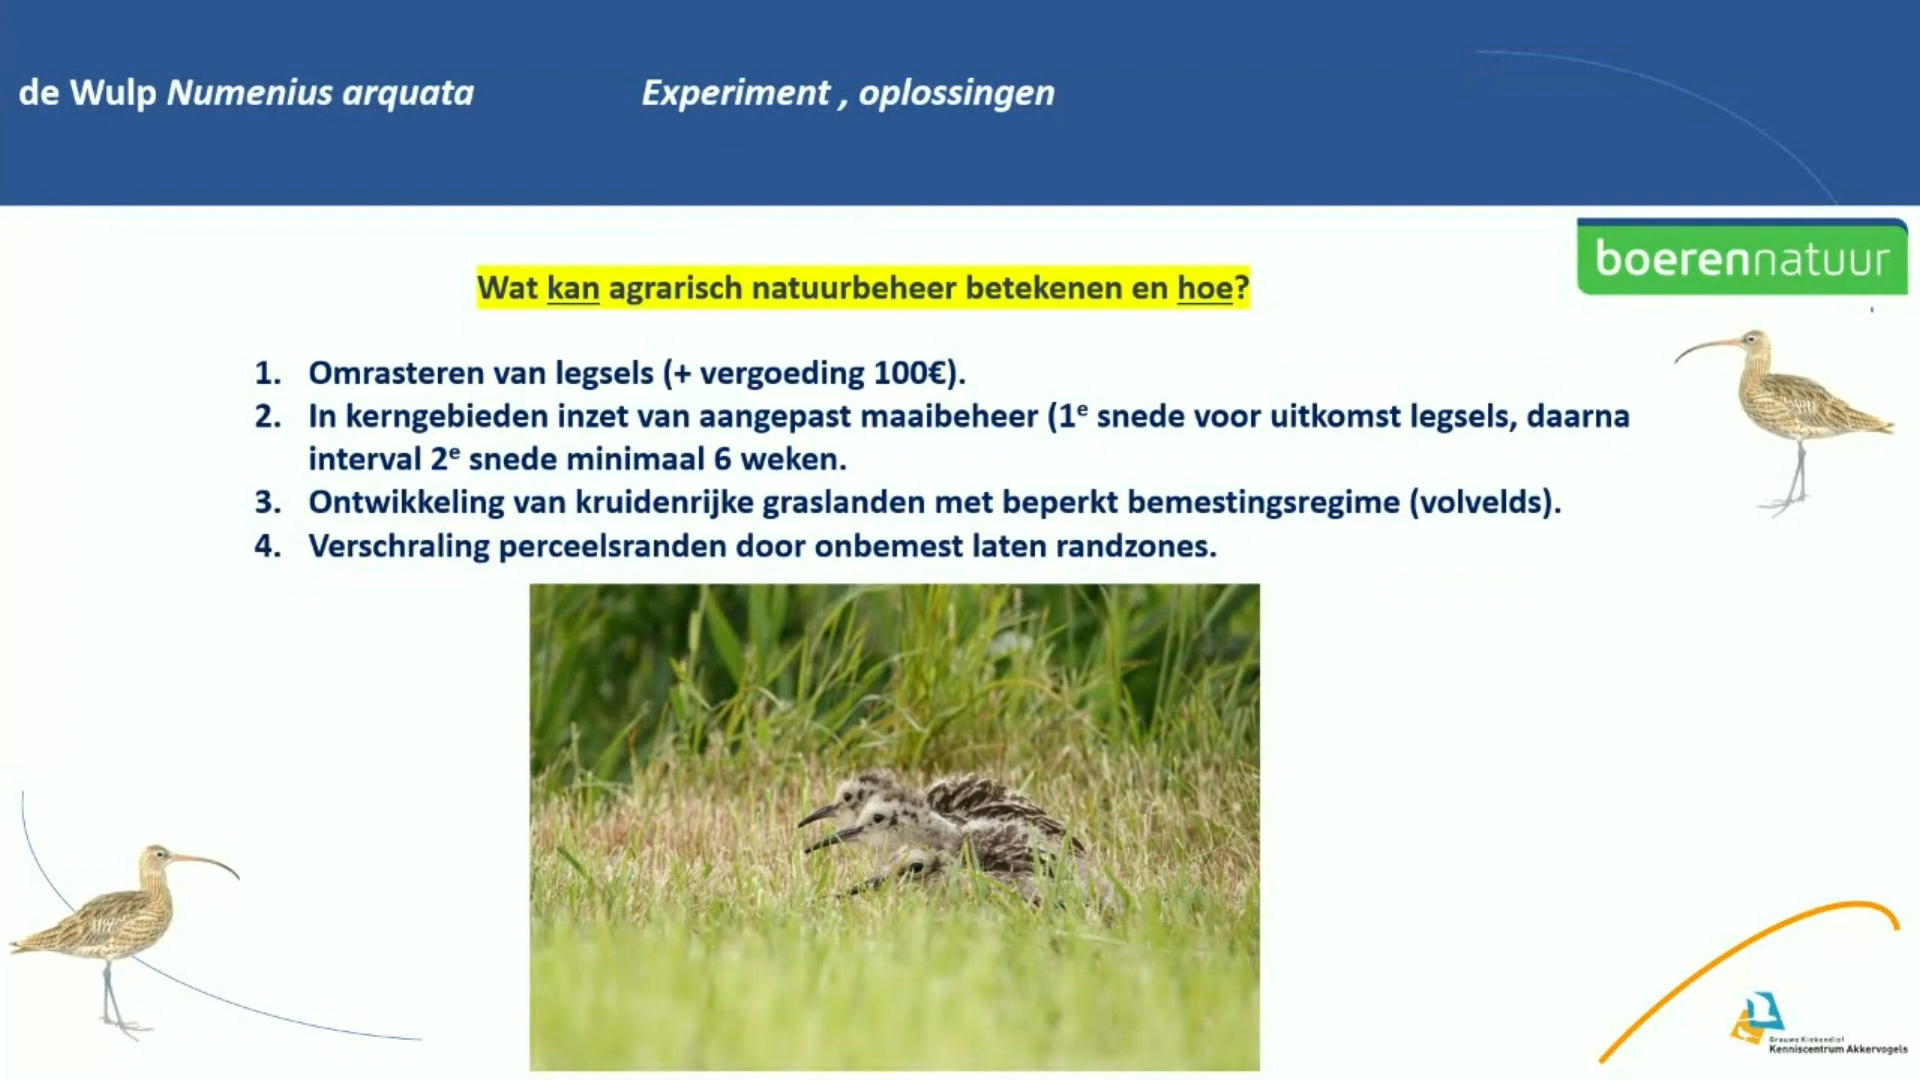 de Wulp Numenius arquata
Experiment , oplossingen
boerennatuur
Wat kan agrarisch natuurbeheer betekenen en hoe?
1. Omrasteren van legsels (+ vergoeding 100€).
2. In kerngebieden inzet van aangepast maaibeheer (1e snede voor uitkomst legsels, daarna
interval 2e snede minimaal 6 weken.
3. Ontwikkeling van kruidenrijke graslanden met beperkt bemestingsregime (volvelds).
4. Verschraling perceelsranden door onbemest laten randzones.
Grauwe Kiekendief
Kenniscentrum Akkervogels